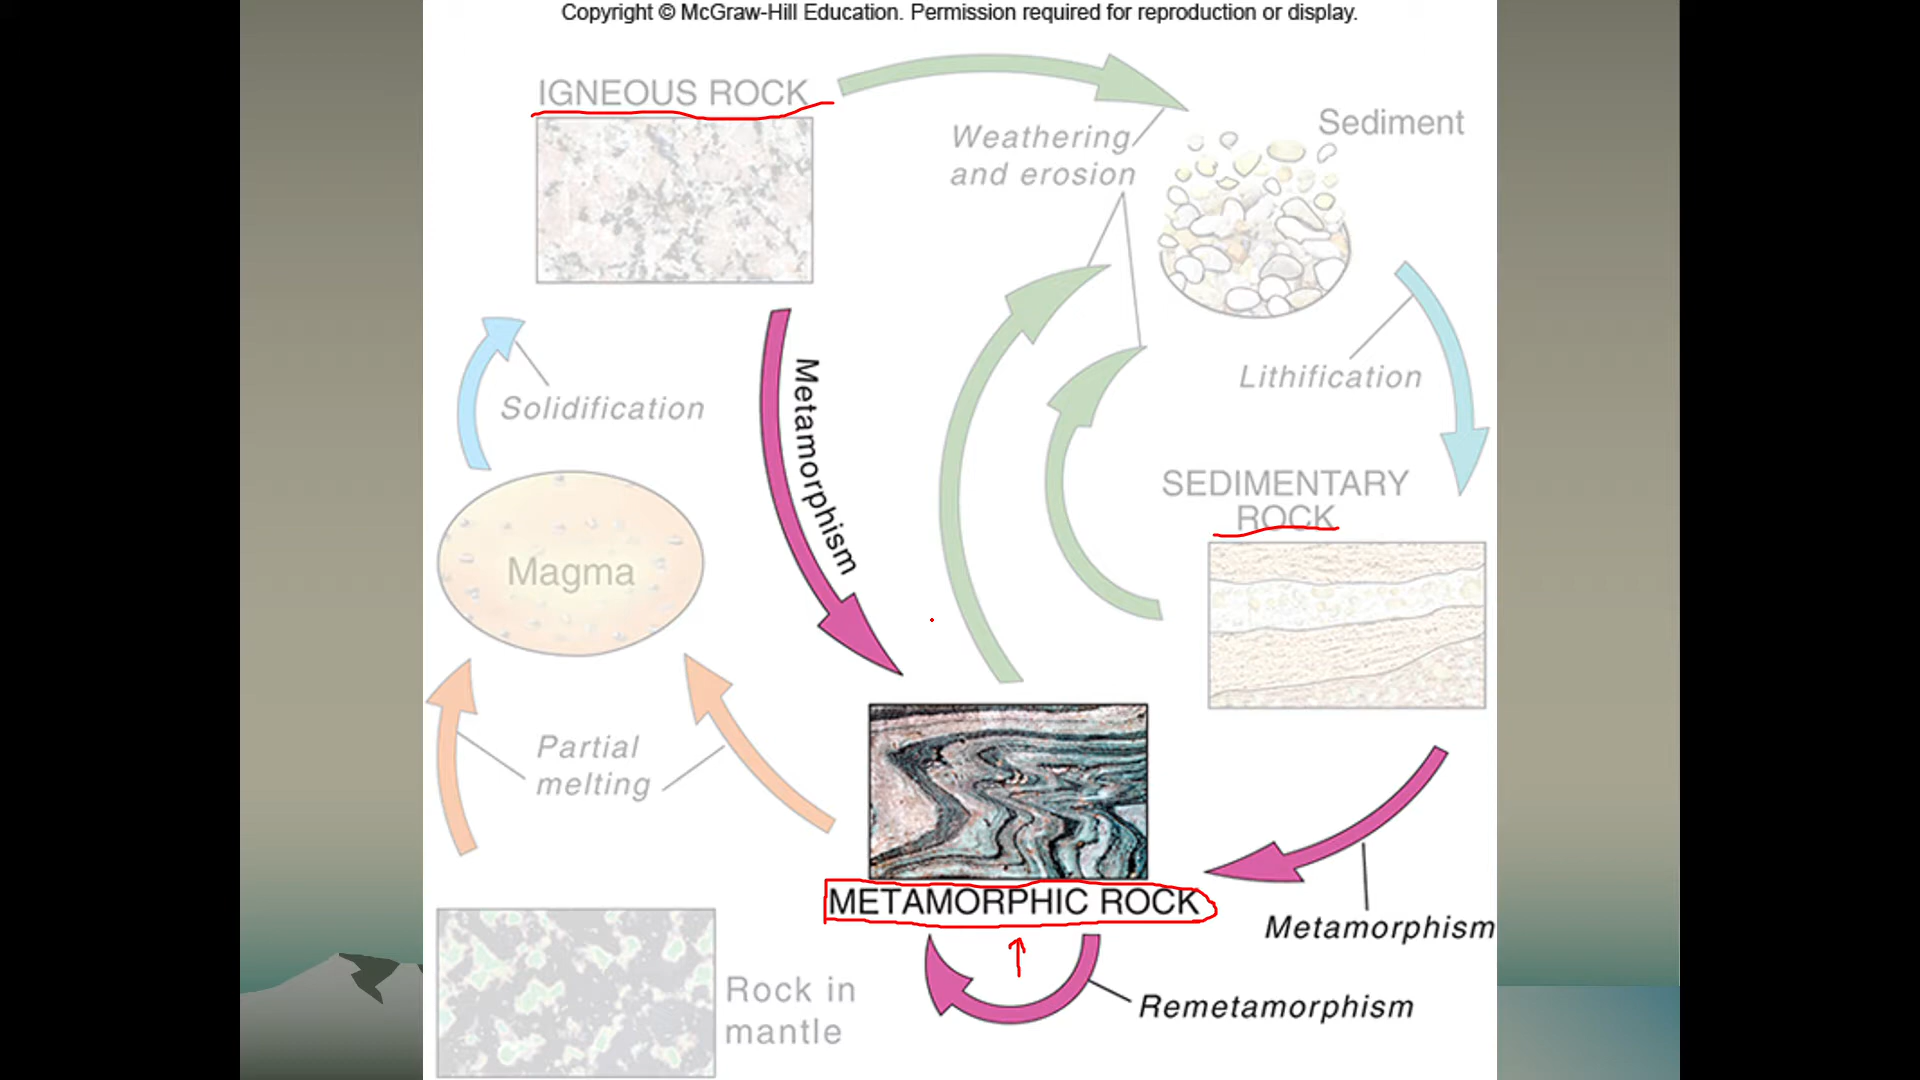 Copyright © McGraw-Hill Education. Permission required for reproduction or display.
IGNEOUS ROCK
Weathering
and erosion
Sediment
Metamorphism
Solidification
Lithification
SEDIMENTARY
ROCK
Magma
Partial
melting
METAMORPHIC ROCK
Metamorphism
Remetamorphism
Rock in
mantle